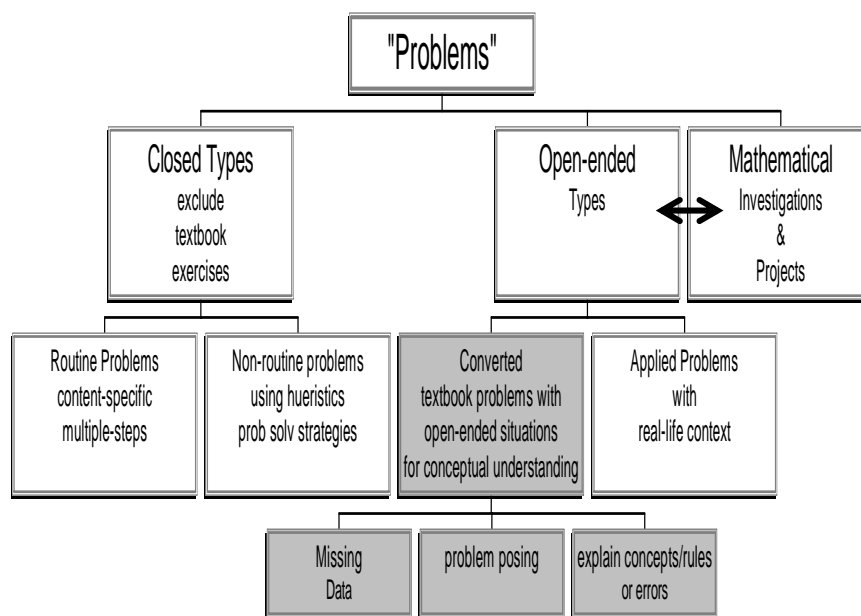 "Problems"
Closed Types
exclude
textbook
exercises
Open-ended
Types
Mathematical
Investigations
&
Projects
Routine Problems
content-specific
multiple-steps
Non-routine problems
using hueristics
prob solv strategies
Converted
textbook problems with
open-ended situations
for conceptual understanding
Applied Problems
with
real-life context
Missing
Data
problem posing
explain concepts/rules
or errors